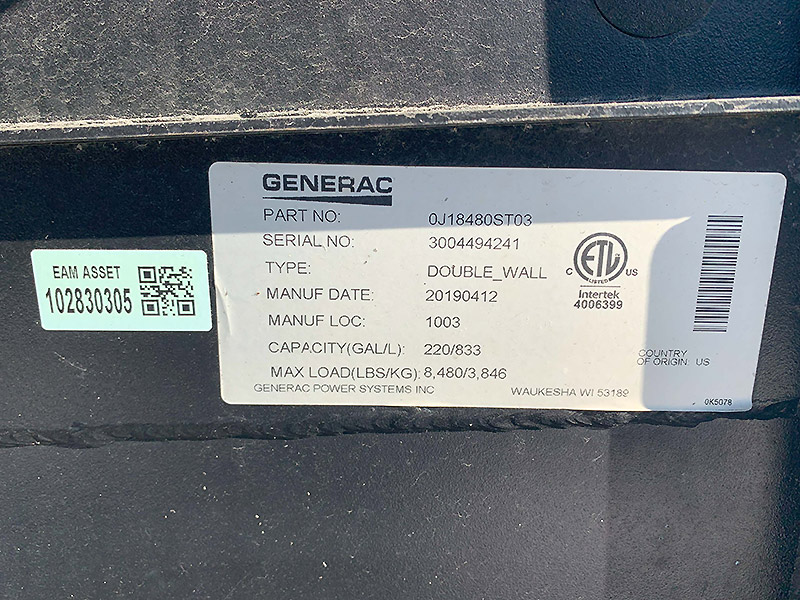 GENERAC
PART NO: 0J18480ST03
SERIAL NO: 3004494241
TYPE: DOUBLE_WALL
MANUF DATE: 20190412
MANUF LOC: 1003
CAPACITY(GAL/L): 220/833
MAX LOAD(LBS/KG): 8,480/3,846
GENERAC POWER SYSTEMS INC WAUKESHA WI 53189
C ETL US
LISTED
Intertek
4006399
COUNTRY
OF ORIGIN: US
0K5078
EAM ASSET
102830305